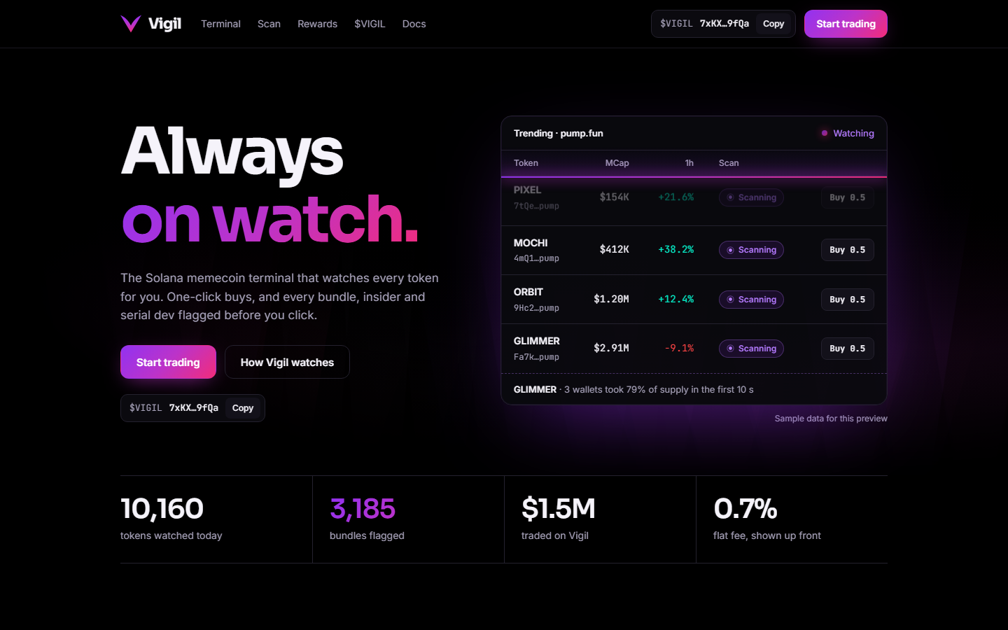 Vigil
Terminal
Scan
Rewards
$VIGIL
Docs
$VIGIL 7xKX…9fQa Copy
Start trading
Always
on watch.
The Solana memecoin terminal that watches every token
for you. One-click buys, and every bundle, insider and
serial dev flagged before you click.
Start trading
How Vigil watches
$VIGIL 7xKX…9fQa Copy
Trending · pump.fun
Watching
Token MCap 1h Scan
PIXEL
7tQe…pump
$154K +21.6% Scanning Buy 0.5
MOCHI
4mQ1…pump
$412K +38.2% Scanning Buy 0.5
ORBIT
9Hc2…pump
$1.20M +12.4% Scanning Buy 0.5
GLIMMER
Fa7k…pump
$2.91M -9.1% Scanning Buy 0.5
GLIMMER · 3 wallets took 79% of supply in the first 10 s
Sample data for this preview
10,160
tokens watched today
3,185
bundles flagged
$1.5M
traded on Vigil
0.7%
flat fee, shown up front